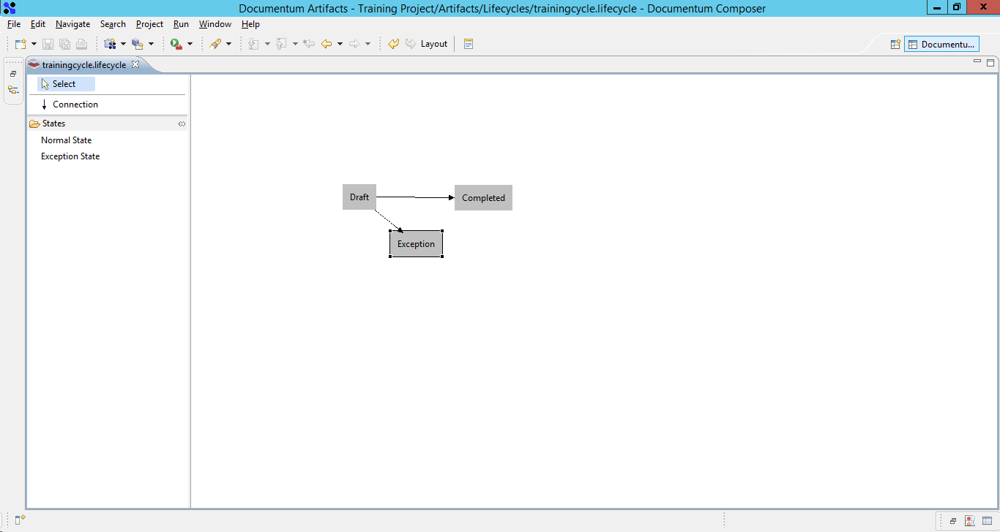 Documentum Artifacts - Training Project/Artifacts/Lifecycles/trainingcycle.lifecycle - Documentum Composer
File Edit Navigate Search Project Run Window Help
Layout
Documentu...
trainingcycle.lifecycle
Select
Connection
States
Normal State
Exception State
Draft
Completed
Exception